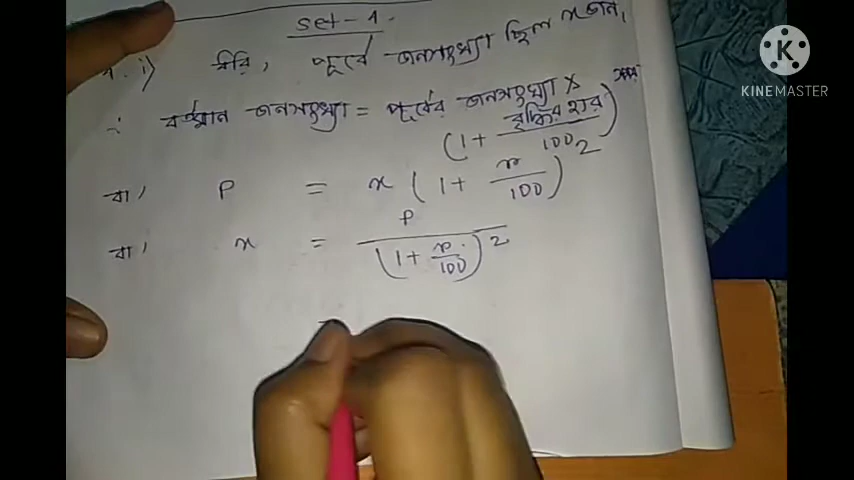 Set-1.
1. i) ধরি, পূর্বে জনসংখ্যা ছিল x জন,
∴ বর্তমান জনসংখ্যা = পূর্বের জনসংখ্যা × (1 + বৃদ্ধির হার/100)^সময়
বা, P = x (1 + r/100)^2
বা, x = P/(1 + r/100)^2
KINEMASTER